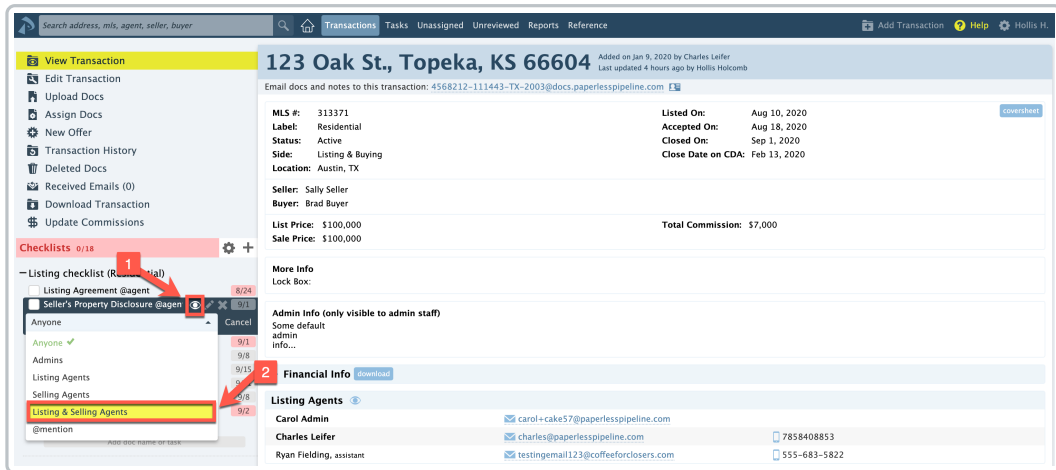 Search address, mls, agent, seller, buyer
Transactions Tasks Unassigned Unreviewed Reports Reference
Add Transaction Help Hollis H.
View Transaction
Edit Transaction
Upload Docs
Assign Docs
New Offer
Transaction History
Deleted Docs
Received Emails (0)
Download Transaction
Update Commissions
Checklists 0/18
1
Listing checklist (Residential)
Listing Agreement @agent 8/24
Seller's Property Disclosure @agen 9/1
Anyone Cancel
Anyone ✔ 9/1
Admins 9/8
Listing Agents 9/15
Selling Agents 9/8
Listing & Selling Agents 9/2
@mention
Add doc name or task
2
123 Oak St., Topeka, KS 66604
Added on Jan 9, 2020 by Charles Leifer
Last updated 4 hours ago by Hollis Holcomb
Email docs and notes to this transaction: 4568212-111443-TX-2003@docs.paperlesspipeline.com
coversheet
MLS #: 313371
Label: Residential
Status: Active
Side: Listing & Buying
Location: Austin, TX
Listed On: Aug 10, 2020
Accepted On: Aug 18, 2020
Closed On: Sep 1, 2020
Close Date on CDA: Feb 13, 2020
Seller: Sally Seller
Buyer: Brad Buyer
List Price: $100,000
Sale Price: $100,000
Total Commission: $7,000
More Info
Lock Box:
Admin Info (only visible to admin staff)
Some default
admin
info...
Financial Info download
Listing Agents
Carol Admin carol+cake57@paperlesspipeline.com
Charles Leifer charles@paperlesspipeline.com 7858408853
Ryan Fielding, assistant testingemail123@coffeeforclosers.com 555-683-5822